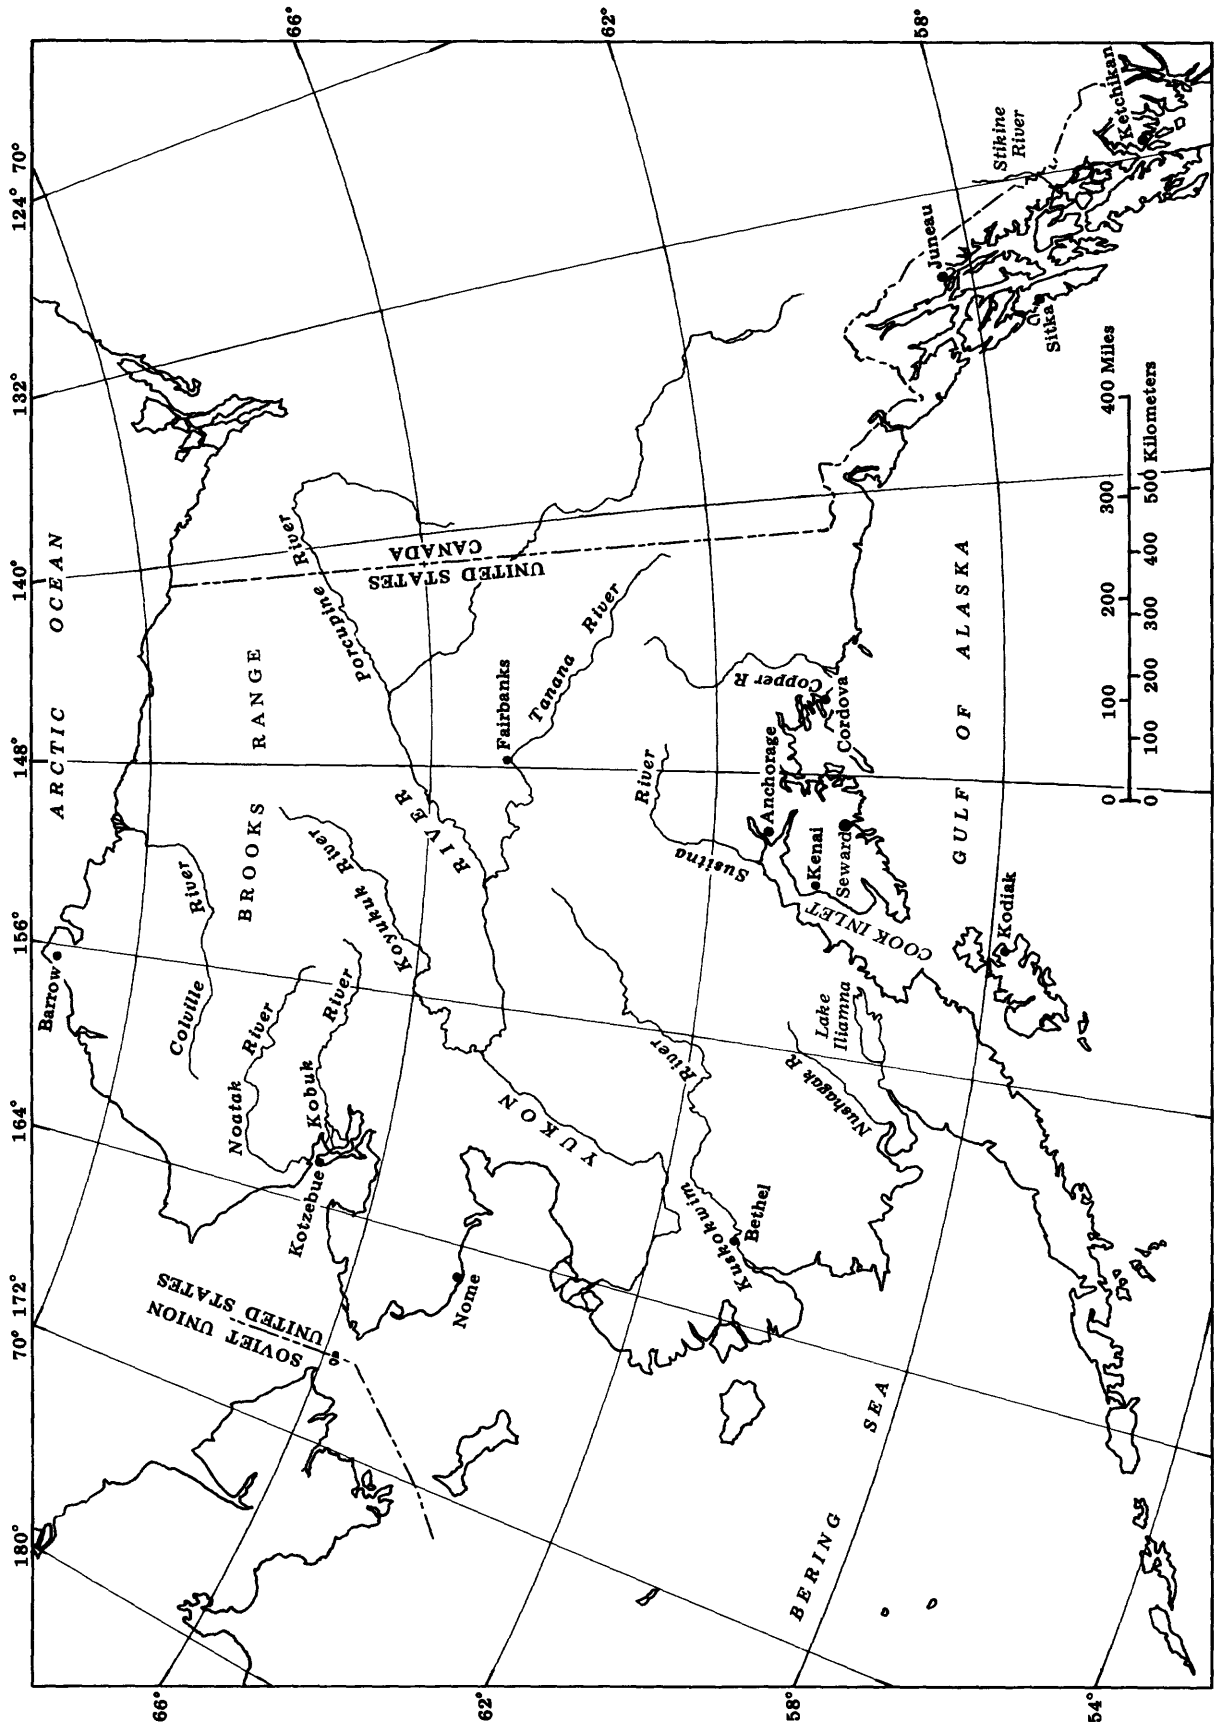 180°
172°
164°
156°
148°
140°
132°
124°
70°
70°
66°
66°
62°
62°
58°
58°
54°
ARCTIC OCEAN
Barrow
SOVIET UNION
UNITED STATES
Colville River
BROOKS RANGE
Noatak River
Kobuk River
Kotzebue
Koyukuk River
Porcupine River
UNITED STATES
CANADA
YUKON RIVER
Nome
Fairbanks
Tanana River
Kuskokwim River
Bethel
Susitna River
Copper R
Anchorage
Kenai
Seward
Cordova
COOK INLET
Nushagak R
Lake
Iliamna
Kodiak
BERING SEA
GULF OF ALASKA
Juneau
Sitka
Stikine
River
Ketchikan
0 100 200 300 400 Miles
0 100 200 300 400 500 Kilometers